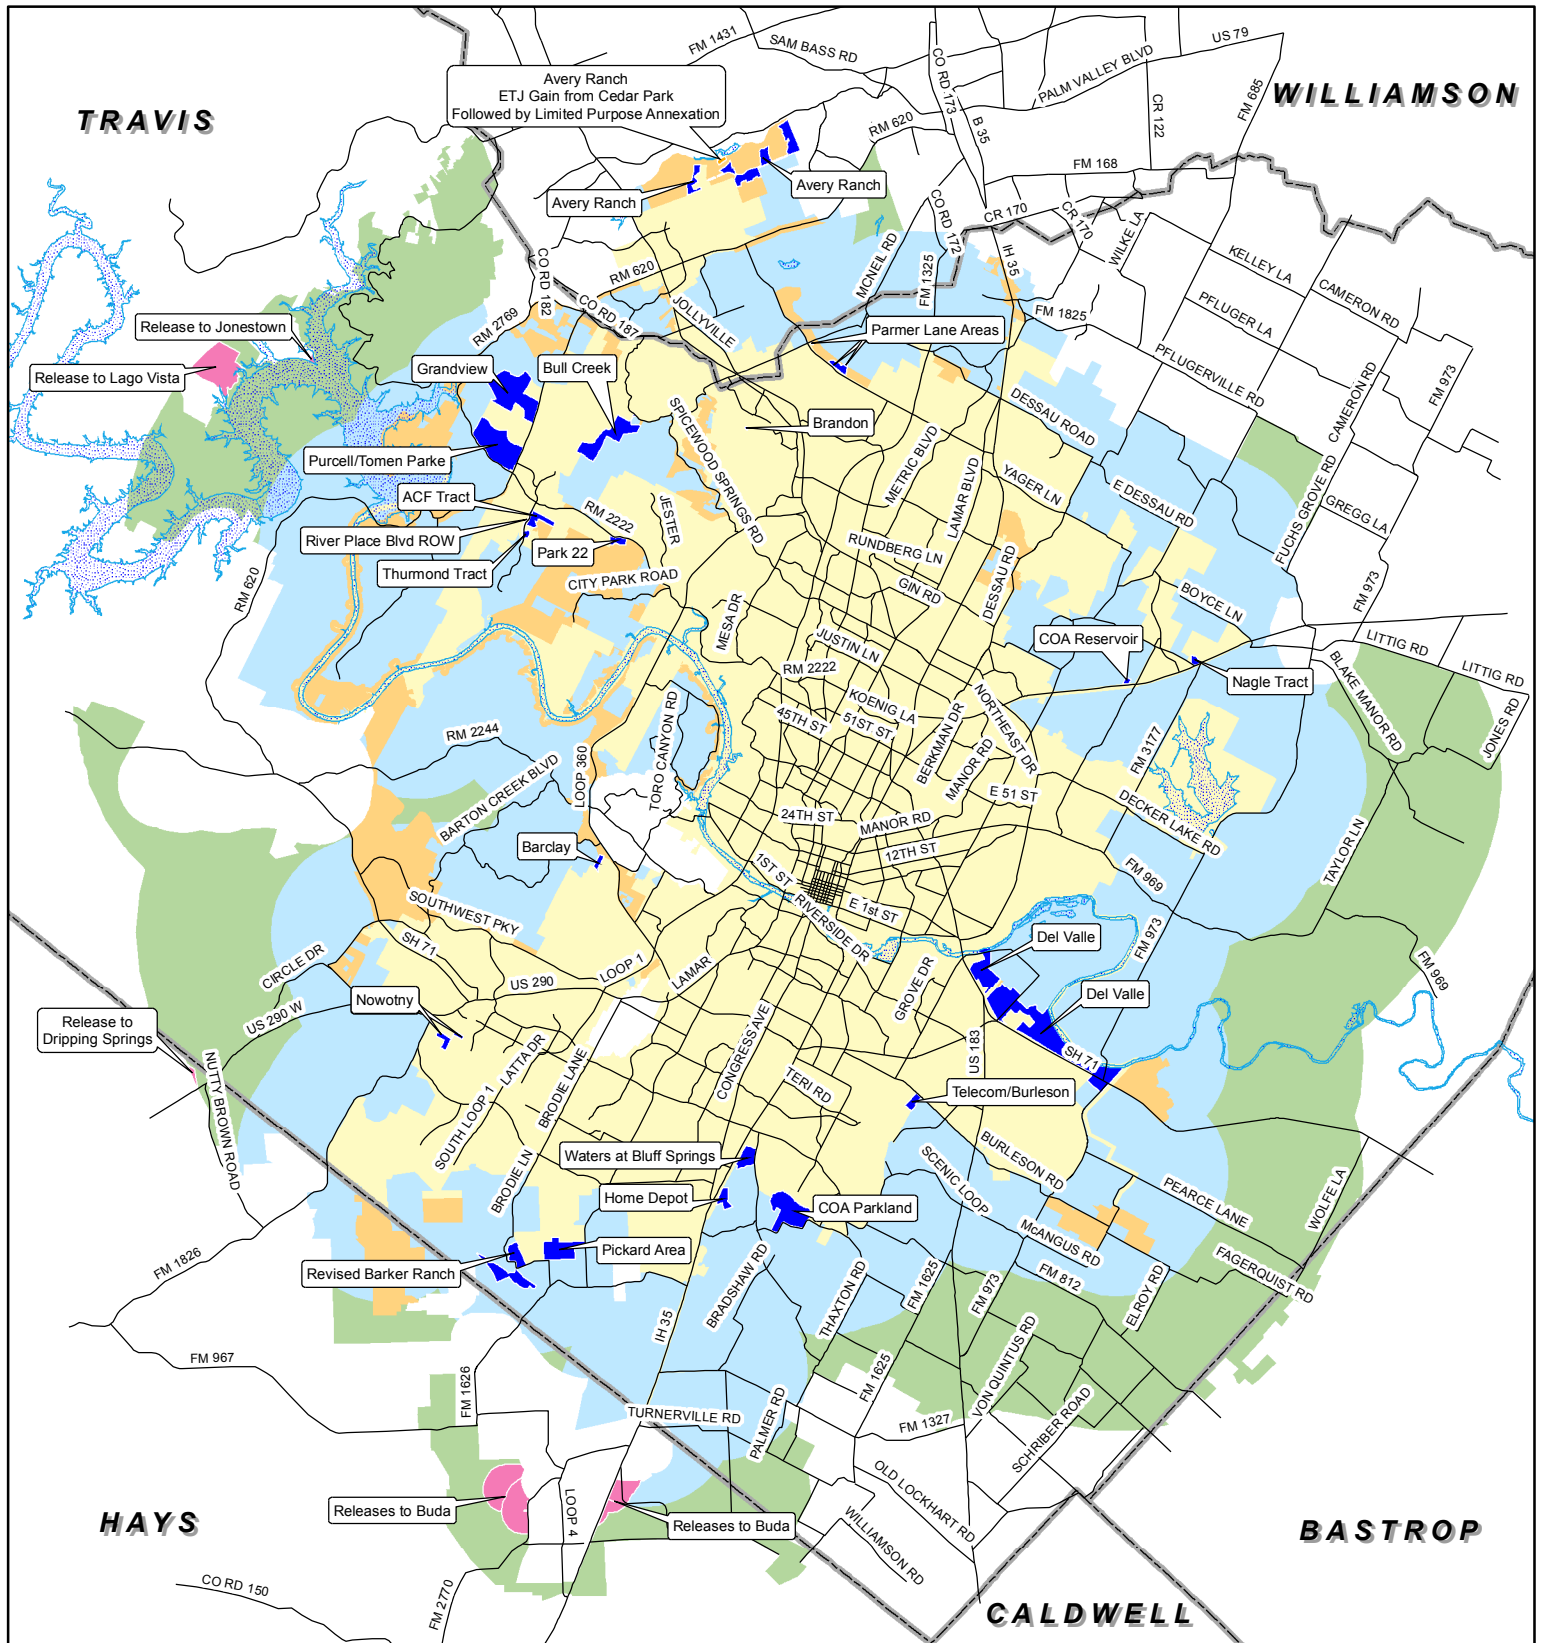 FM 1431
SAM BASS RD
US 79
CO RD 173
PALM VALLEY BLVD
B 35
CR 122
FM 685
WILLIAMSON
TRAVIS
Avery Ranch
ETJ Gain from Cedar Park
Followed by Limited Purpose Annexation
RM 620
FM 168
Avery Ranch
Avery Ranch
CR 170
CR 170
WILKE LA
CO RD 172
MCNEIL RD
FM 1325
IH 35
KELLEY LA
CAMERON RD
PFLUGER LA
CO RD 182
RM 620
CO RD 187
JOLLYVILLE
RM 2769
FM 1825
PFLUGERVILLE RD
Release to Jonestown
Parmer Lane Areas
Release to Lago Vista
Grandview
Bull Creek
CAMERON RD
FM 973
DESSAU ROAD
Brandon
SPICEWOOD SPRINGS RD
METRIC BLVD
LAMAR BLVD
YAGER LN
E DESSAU RD
FUCHS GROVE RD
GREGG LA
Purcell/Tomen Parke
ACF Tract
RM 2222
JESTER
River Place Blvd ROW
Park 22
Thurmond Tract
CITY PARK ROAD
RUNDBERG LN
GIN RD
DESSAU RD
RM 620
FM 973
BOYCE LN
MESA DR
JUSTIN LN
COA Reservoir
LITTIG RD
LITTIG RD
BLAKE MANOR RD
JONES RD
Nagle Tract
RM 2222
KOENIG LA
45TH ST
51ST ST
BERKMAN DR
NORTHEAST DR
MANOR RD
RM 2244
TORO CANYON RD
LOOP 360
BARTON CREEK BLVD
FM 3177
E 51 ST
DECKER LAKE RD
24TH ST
MANOR RD
12TH ST
Barclay
1ST ST
E 1st ST
RIVERSIDE DR
FM 969
TAYLOR LN
SOUTHWEST PKY
SH 71
CIRCLE DR
US 290 W
US 290
LOOP 1
LAMAR
Del Valle
FM 973
FM 969
GROVE DR
Del Valle
Nowotny
Release to
Dripping Springs
NUTTY BROWN ROAD
SOUTH LOOP 1
LATTA DR
BRODIE LANE
CONGRESS AVE
TERI RD
US 183
SH 71
Telecom/Burleson
BURLESON RD
SCENIC LOOP
Waters at Bluff Springs
Home Depot
COA Parkland
BRODIE LN
McANGUS RD
PEARCE LANE
WOLFE LA
FAGERQUIST RD
FM 1826
Pickard Area
Revised Barker Ranch
BRADSHAW RD
THAXTON RD
FM 1625
FM 973
FM 812
ELROY RD
IH 35
FM 967
FM 1626
FM 1625
VON QUINTUS RD
TURNERVILLE RD
PALMER RD
FM 1327
SCHRIBER ROAD
OLD LOCKHART RD
WILLIAMSON RD
Releases to Buda
LOOP 4
Releases to Buda
HAYS
BASTROP
CO RD 150
FM 2770
CALDWELL